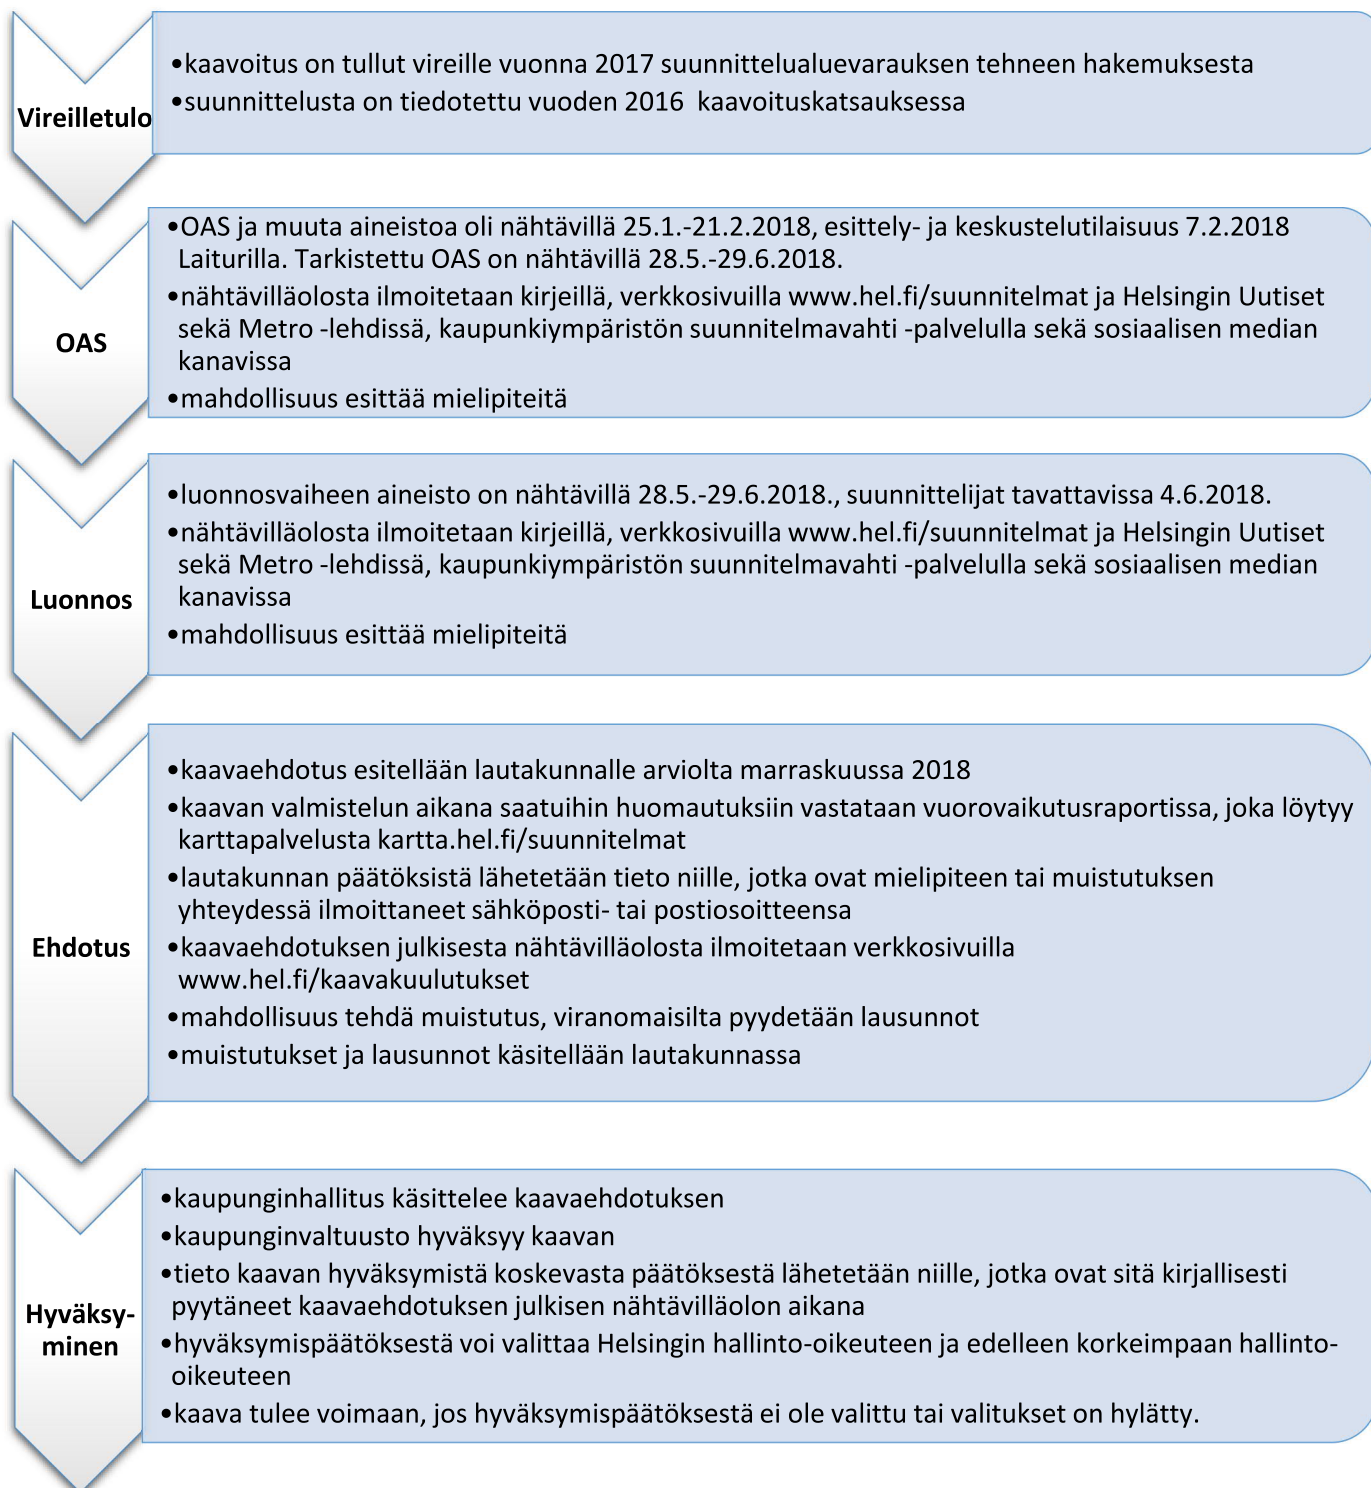 Vireilletulo
•kaavoitus on tullut vireille vuonna 2017 suunnittelualuevarauksen tehneen hakemuksesta
•suunnittelusta on tiedotettu vuoden 2016 kaavoituskatsauksessa
OAS
•OAS ja muuta aineistoa oli nähtävillä 25.1.-21.2.2018, esittely- ja keskustelutilaisuus 7.2.2018
Laiturilla. Tarkistettu OAS on nähtävillä 28.5.-29.6.2018.
•nähtävilläolosta ilmoitetaan kirjeillä, verkkosivuilla www.hel.fi/suunnitelmat ja Helsingin Uutiset
sekä Metro -lehdissä, kaupunkiympäristön suunnitelmavahti -palvelulla sekä sosiaalisen median
kanavissa
•mahdollisuus esittää mielipiteitä
Luonnos
•luonnosvaiheen aineisto on nähtävillä 28.5.-29.6.2018., suunnittelijat tavattavissa 4.6.2018.
•nähtävilläolosta ilmoitetaan kirjeillä, verkkosivuilla www.hel.fi/suunnitelmat ja Helsingin Uutiset
sekä Metro -lehdissä, kaupunkiympäristön suunnitelmavahti -palvelulla sekä sosiaalisen median
kanavissa
•mahdollisuus esittää mielipiteitä
Ehdotus
•kaavaehdotus esitellään lautakunnalle arviolta marraskuussa 2018
•kaavan valmistelun aikana saatuihin huomautuksiin vastataan vuorovaikutusraportissa, joka löytyy
karttapalvelusta kartta.hel.fi/suunnitelmat
•lautakunnan päätöksistä lähetetään tieto niille, jotka ovat mielipiteen tai muistutuksen
yhteydessä ilmoittaneet sähköposti- tai postiosoitteensa
•kaavaehdotuksen julkisesta nähtävilläolosta ilmoitetaan verkkosivuilla
www.hel.fi/kaavakuulutukset
•mahdollisuus tehdä muistutus, viranomaisilta pyydetään lausunnot
•muistutukset ja lausunnot käsitellään lautakunnassa
Hyväksy-
minen
•kaupunginhallitus käsittelee kaavaehdotuksen
•kaupunginvaltuusto hyväksyy kaavan
•tieto kaavan hyväksymistä koskevasta päätöksestä lähetetään niille, jotka ovat sitä kirjallisesti
pyytäneet kaavaehdotuksen julkisen nähtävilläolon aikana
•hyväksymispäätöksestä voi valittaa Helsingin hallinto-oikeuteen ja edelleen korkeimpaan hallinto-
oikeuteen
•kaava tulee voimaan, jos hyväksymispäätöksestä ei ole valittu tai valitukset on hylätty.